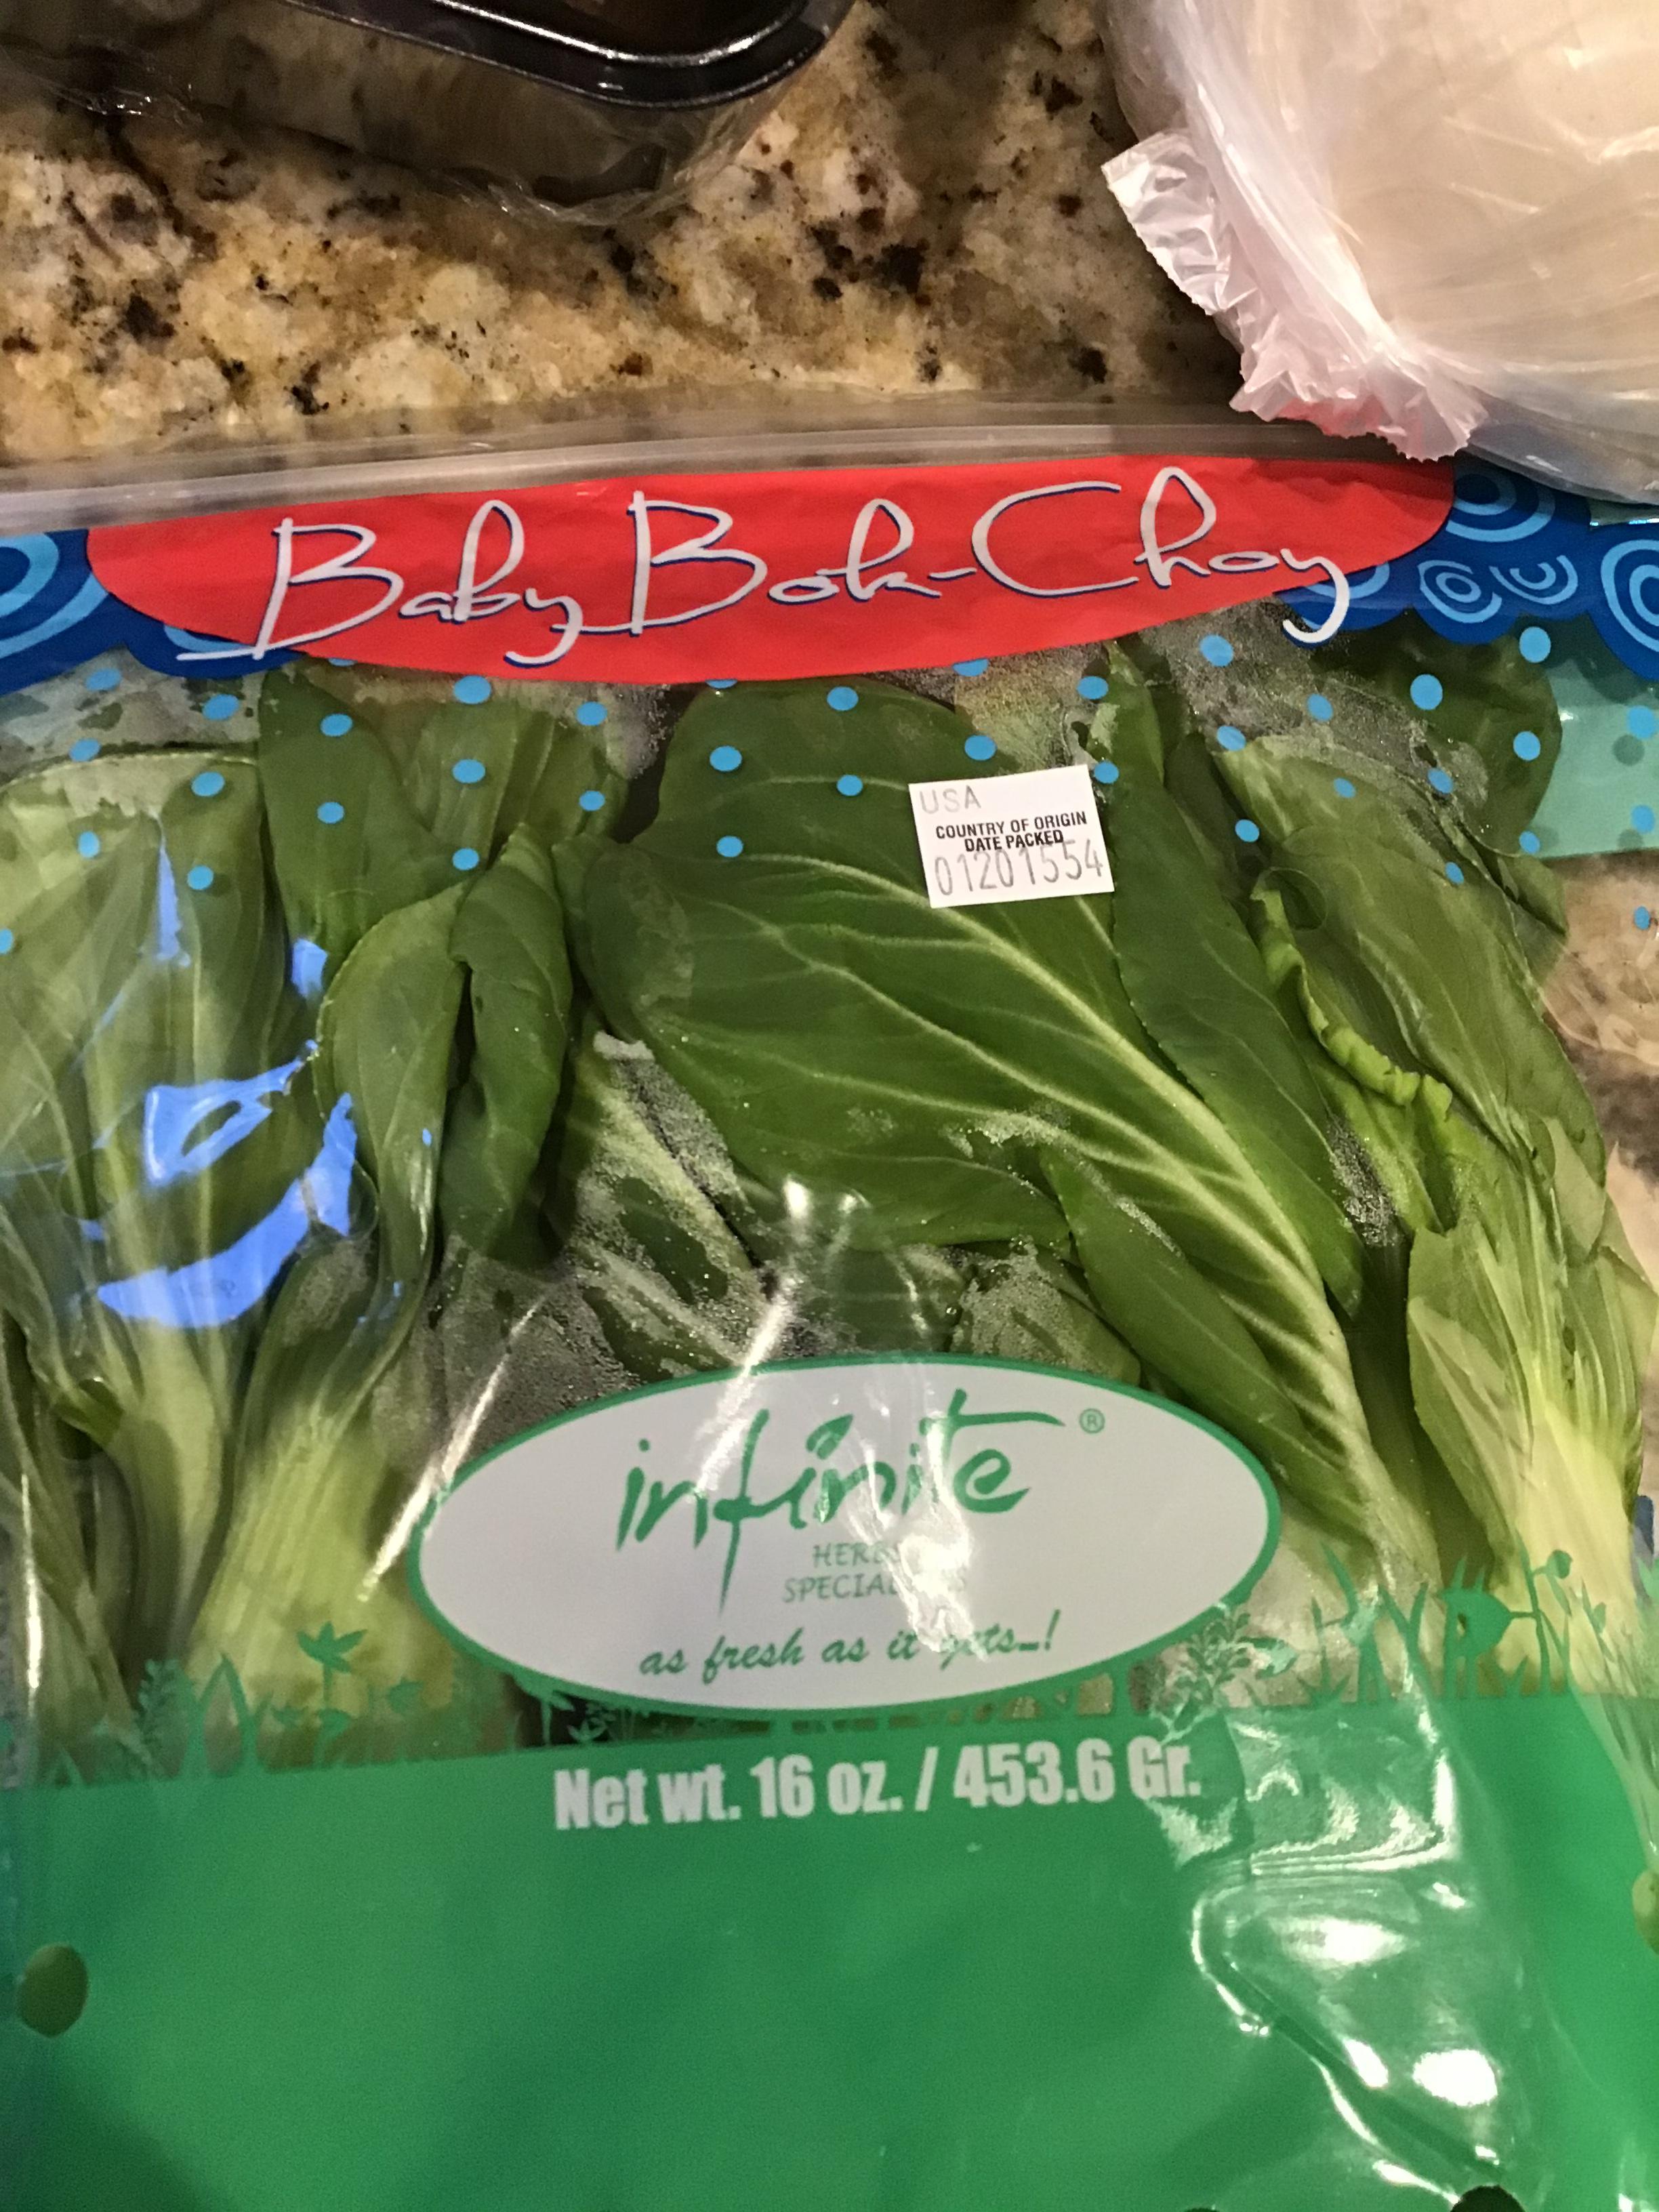 Baby Bok-Choy
USA
COUNTRY OF ORIGIN
DATE PACKED
01201554
infinite ®
as fresh as it gets...!
Net wt. 16 oz. / 453.6 Gr.